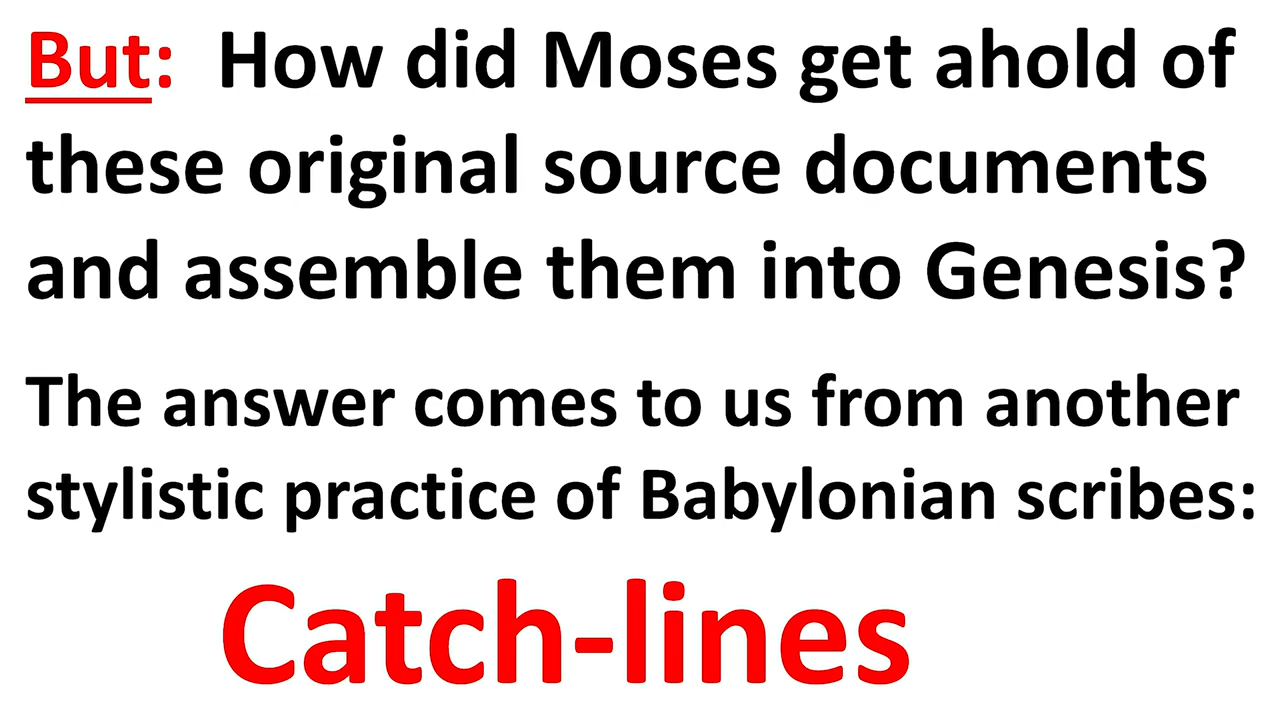 But: How did Moses get ahold of
these original source documents
and assemble them into Genesis?
The answer comes to us from another
stylistic practice of Babylonian scribes:
Catch-lines